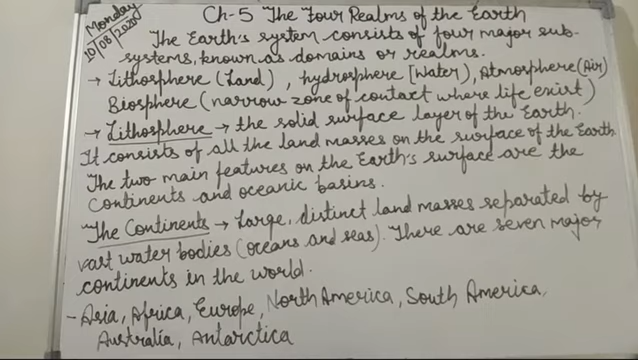 Monday
10/08/2020
Ch-5 The Four Realms of the Earth
The Earth's system consists of four major sub-
systems, known as domains or realms.
→ Lithosphere (Land), hydrosphere (Water), Atmosphere (Air)
Biosphere (narrow zone of contact where life exist)
→ Lithosphere → the solid surface layer of the Earth.
It consists of all the land masses on the surface of the Earth.
The two main features on the Earth's surface are the
continents and oceanic basins.
The Continents → Large, distinct land masses separated by
vast water bodies (oceans and seas). There are seven major
continents in the world.
- Asia, Africa, Europe, North America, South America,
Australia, Antarctica